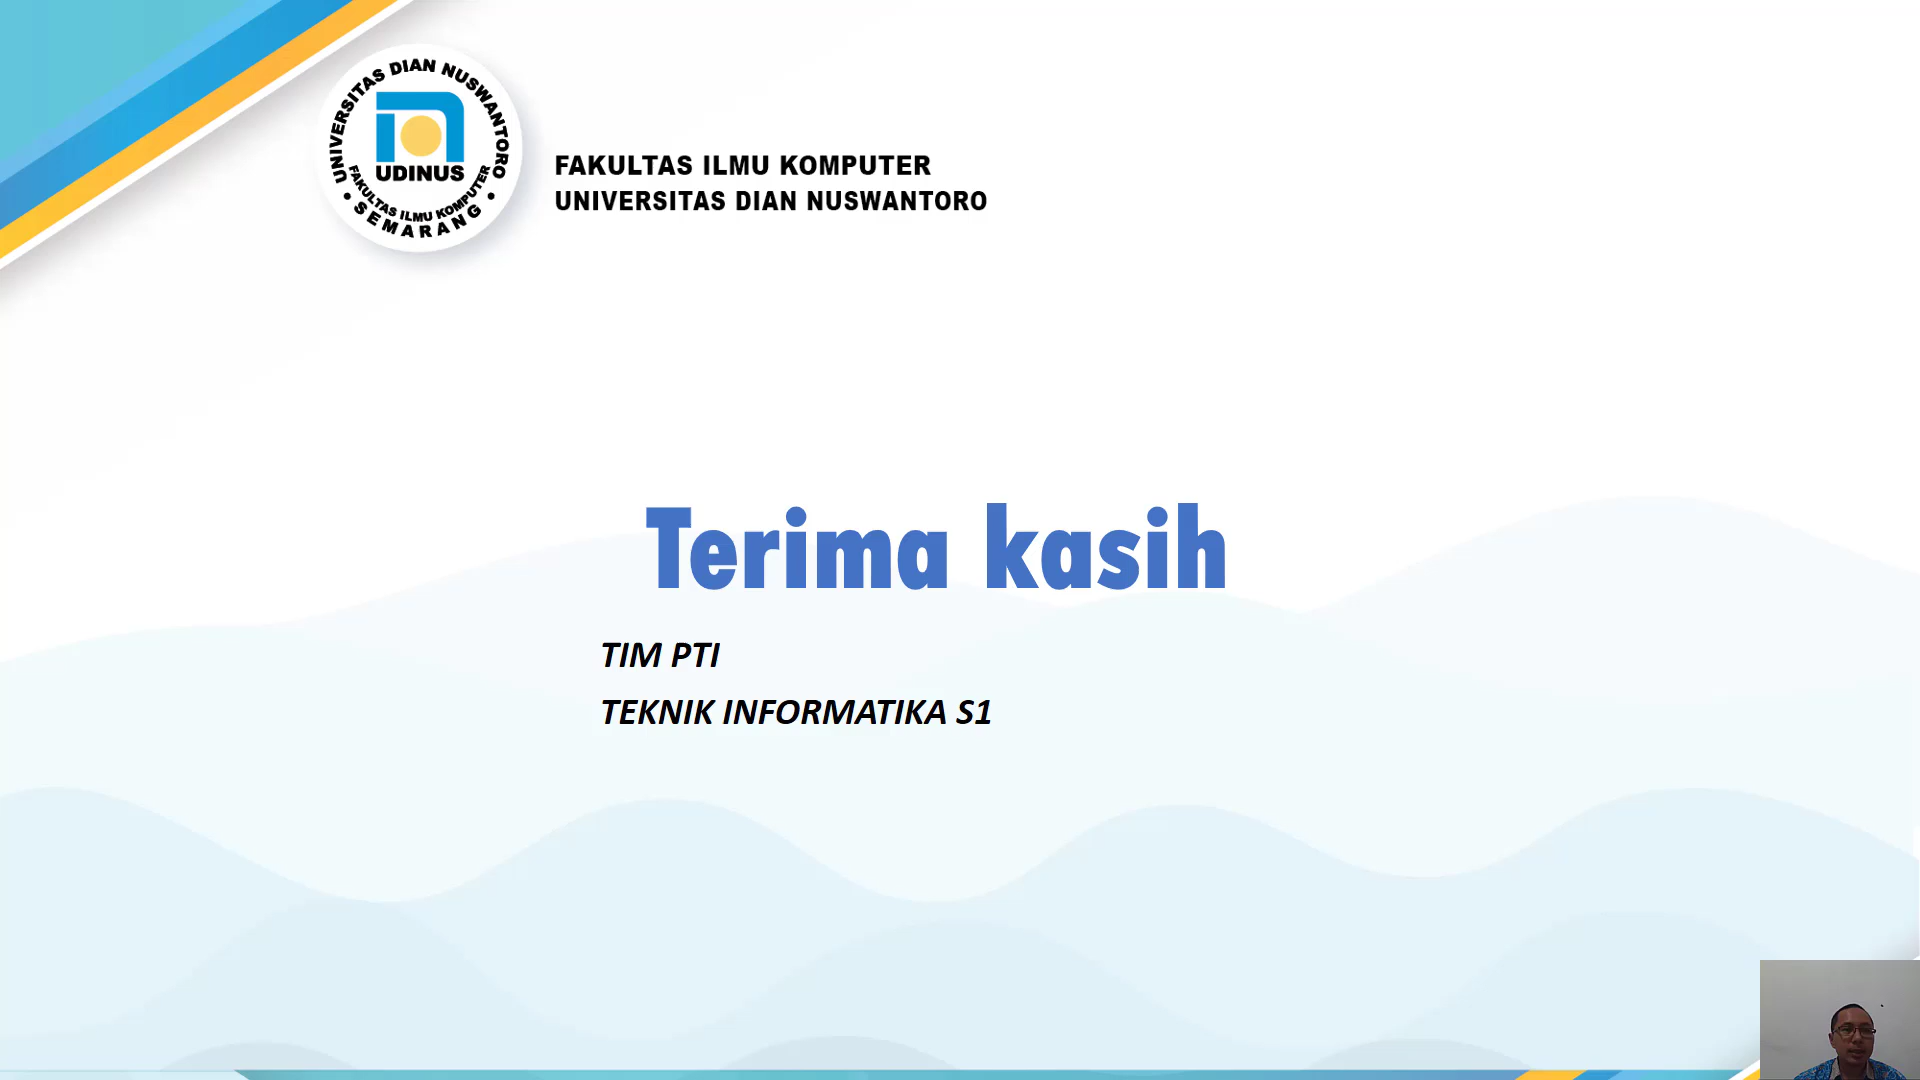 UNIVERSITAS DIAN NUSWANTORO
UDINUS
FAKULTAS ILMU KOMPUTER
• SEMARANG •
FAKULTAS ILMU KOMPUTER
UNIVERSITAS DIAN NUSWANTORO
Terima kasih
TIM PTI
TEKNIK INFORMATIKA S1